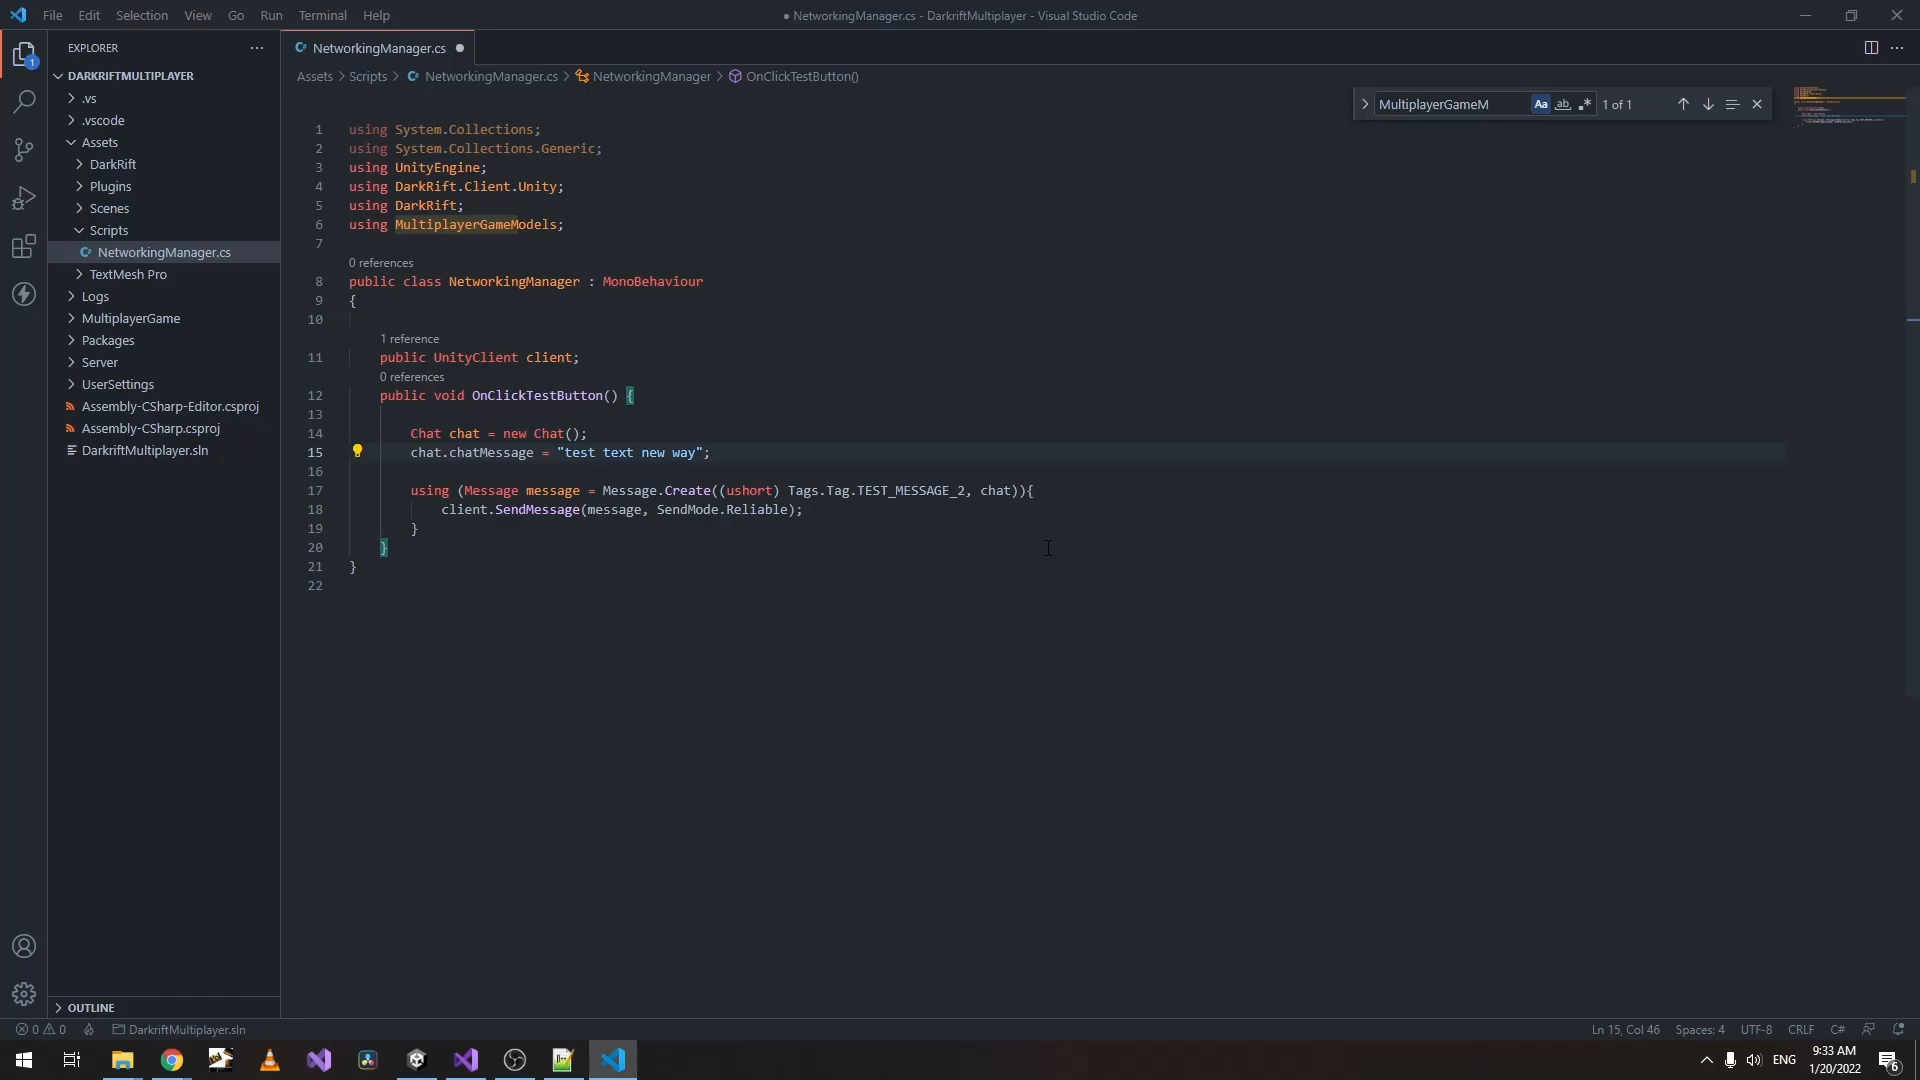 File Edit Selection View Go Run Terminal Help
● NetworkingManager.cs - DarkriftMultiplayer - Visual Studio Code
EXPLORER
1
DARKRIFTMULTIPLAYER
.vs
.vscode
Assets
DarkRift
Plugins
Scenes
Scripts
NetworkingManager.cs
TextMesh Pro
Logs
MultiplayerGame
Packages
Server
UserSettings
Assembly-CSharp-Editor.csproj
Assembly-CSharp.csproj
DarkriftMultiplayer.sln
OUTLINE
NetworkingManager.cs ●
Assets > Scripts > NetworkingManager.cs > NetworkingManager > OnClickTestButton()
MultiplayerGameM Aa ab 1 of 1
1 using System.Collections;
2 using System.Collections.Generic;
3 using UnityEngine;
4 using DarkRift.Client.Unity;
5 using DarkRift;
6 using MultiplayerGameModels;
7
0 references
8 public class NetworkingManager : MonoBehaviour
9 {
10
1 reference
11 public UnityClient client;
0 references
12 public void OnClickTestButton() {
13
14 Chat chat = new Chat();
15 chat.chatMessage = "test text new way";
16
17 using (Message message = Message.Create((ushort) Tags.Tag.TEST_MESSAGE_2, chat)){
18 client.SendMessage(message, SendMode.Reliable);
19 }
20 }
21 }
22
0 0 DarkriftMultiplayer.sln
Ln 15, Col 46 Spaces: 4 UTF-8 CRLF C#
ENG
9:33 AM
1/20/2022
6